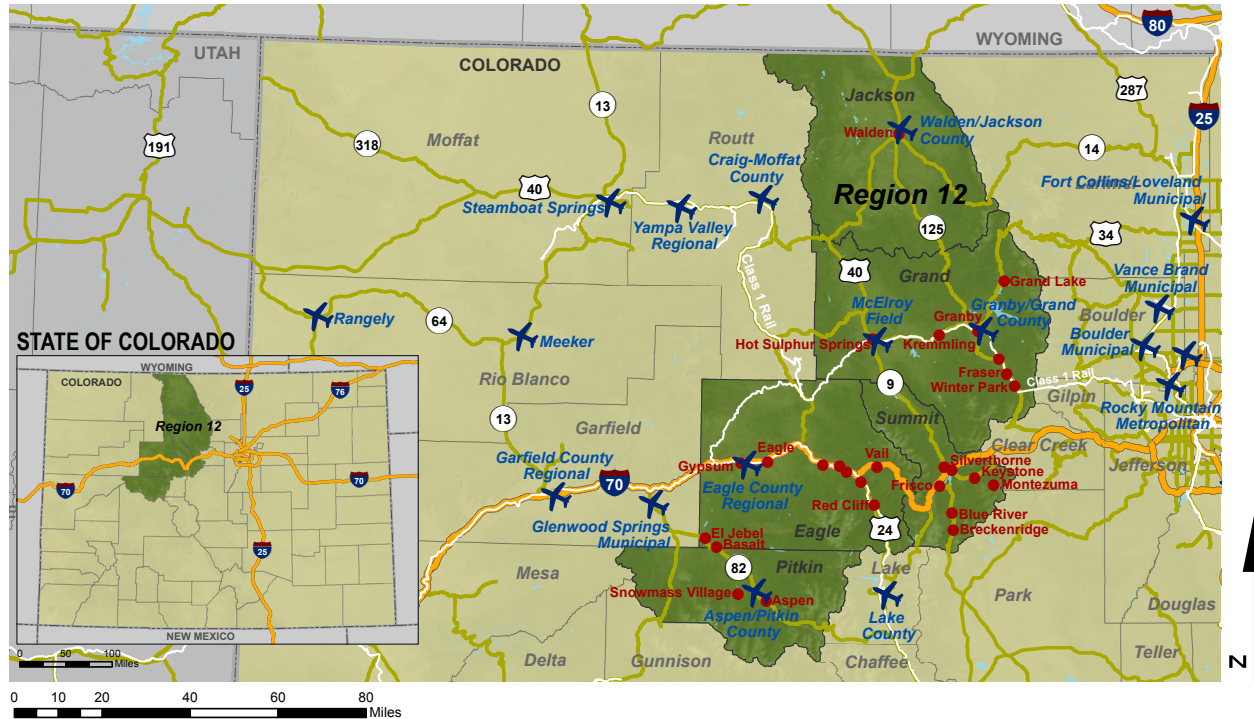 UTAH
WYOMING
80
COLORADO
Jackson
287
13
25
Moffat
Routt
Walden
Walden/Jackson
County
191
318
14
Craig-Moffat
County
Fort Collins/Loveland
Municipal
Larimer
40
Steamboat Springs
Region 12
Yampa Valley
Regional
125
34
Class 1 Rail
40
Grand
Grand Lake
Vance Brand
Municipal
McElroy
Field
Granby/Grand
County
Granby
Boulder
Rangely
64
Meeker
Hot Sulphur Springs
Kremmling
Boulder
Municipal
STATE OF COLORADO
WYOMING
COLORADO
25
76
Rio Blanco
9
Fraser
Winter Park
Class 1 Rail
Gilpin
Rocky Mountain
Metropolitan
13
Summit
Region 12
Garfield
Clear Creek
Garfield County
Regional
Eagle
Vail
Silverthorne
Jefferson
Gypsum
Keystone
70
70
70
Eagle County
Regional
Frisco
Montezuma
Red Cliff
Blue River
Glenwood Springs
Municipal
Eagle
24
Breckenridge
El Jebel
Basalt
25
Mesa
82
Pitkin
Lake
Snowmass Village
Aspen
Park
Douglas
Aspen/Pitkin
County
Lake
County
NEW MEXICO
0 50 100
Miles
Delta
Gunnison
Chaffee
Teller
N
0 10 20 40 60 80
Miles